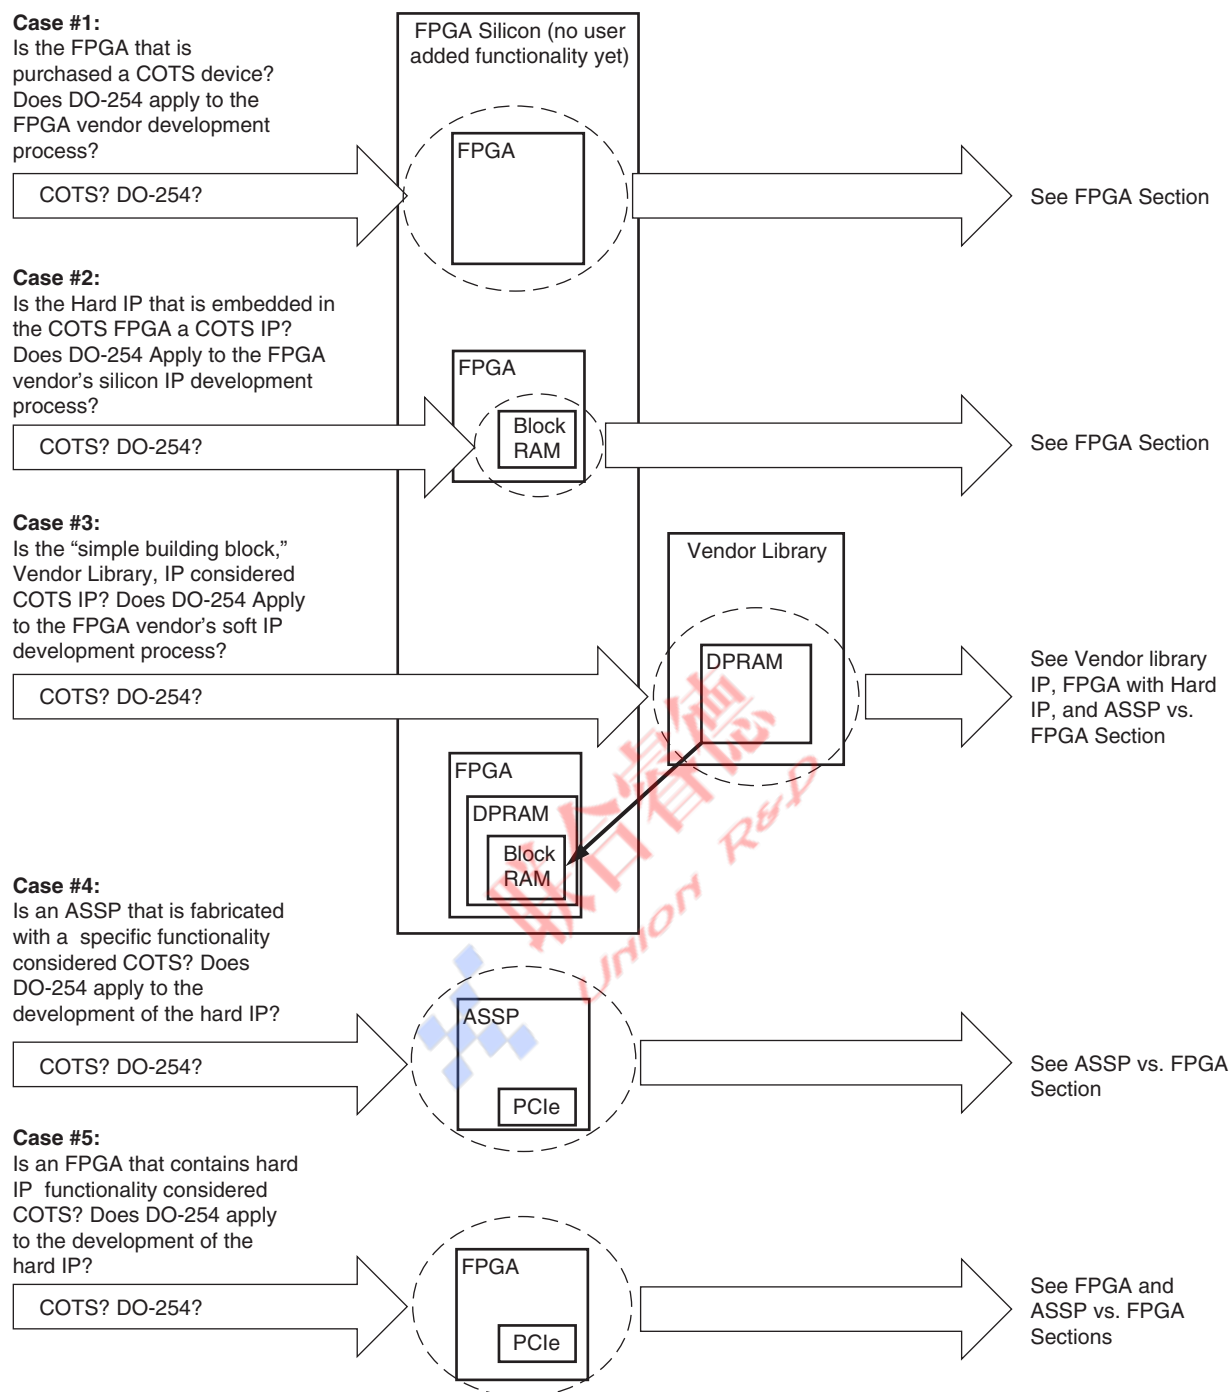 Case #1:
Is the FPGA that is
purchased a COTS device?
Does DO-254 apply to the
FPGA vendor development
process?
COTS? DO-254?
FPGA Silicon (no user
added functionality yet)
FPGA
See FPGA Section
Case #2:
Is the Hard IP that is embedded in
the COTS FPGA a COTS IP?
Does DO-254 Apply to the FPGA
vendor’s silicon IP development
process?
COTS? DO-254?
FPGA
Block
RAM
See FPGA Section
Case #3:
Is the “simple building block,”
Vendor Library, IP considered
COTS IP? Does DO-254 Apply
to the FPGA vendor’s soft IP
development process?
COTS? DO-254?
Vendor Library
DPRAM
See Vendor library
IP, FPGA with Hard
IP, and ASSP vs.
FPGA Section
FPGA
DPRAM
Block
RAM
联合睿德
UNION R&D
Case #4:
Is an ASSP that is fabricated
with a specific functionality
considered COTS? Does
DO-254 apply to the
development of the hard IP?
COTS? DO-254?
ASSP
PCIe
See ASSP vs. FPGA
Section
Case #5:
Is an FPGA that contains hard
IP functionality considered
COTS? Does DO-254 apply
to the development of the
hard IP?
COTS? DO-254?
FPGA
PCIe
See FPGA and
ASSP vs. FPGA
Sections